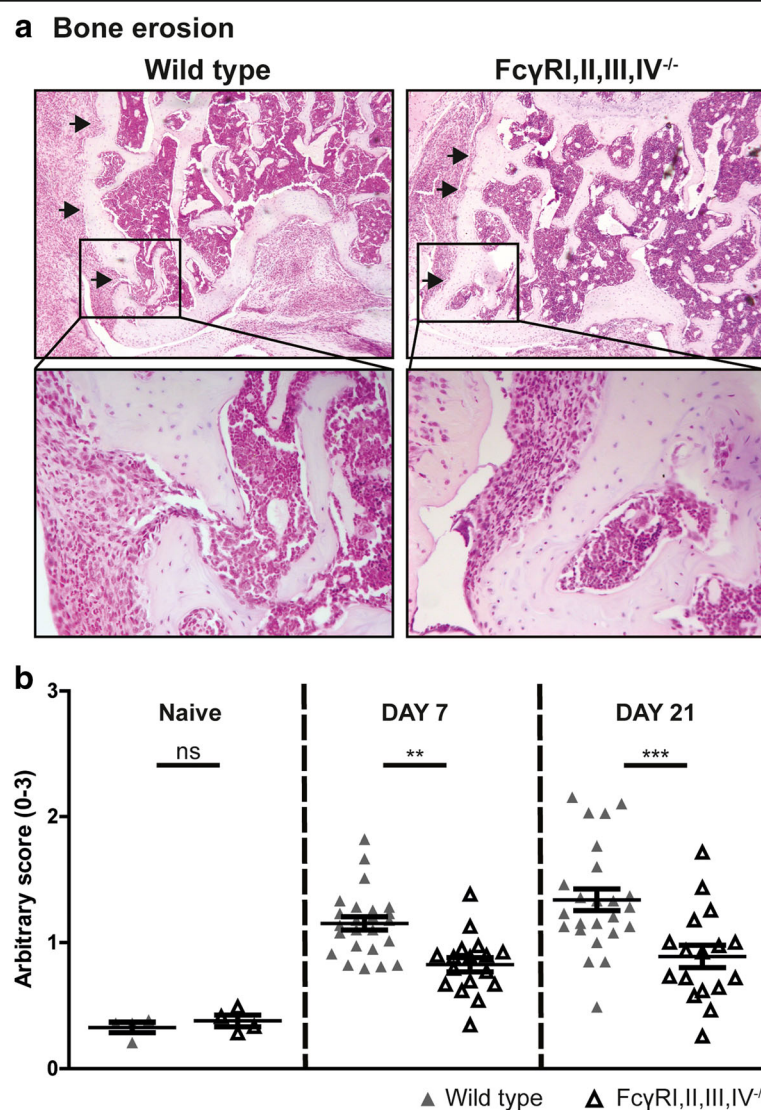 a Bone erosion
Wild type FcγRI,II,III,IV-/-
b
3
Naive DAY 7 DAY 21
ns ** ***
2
Arbitrary score (0-3)
1
0
Wild type FcγRI,II,III,IV-/